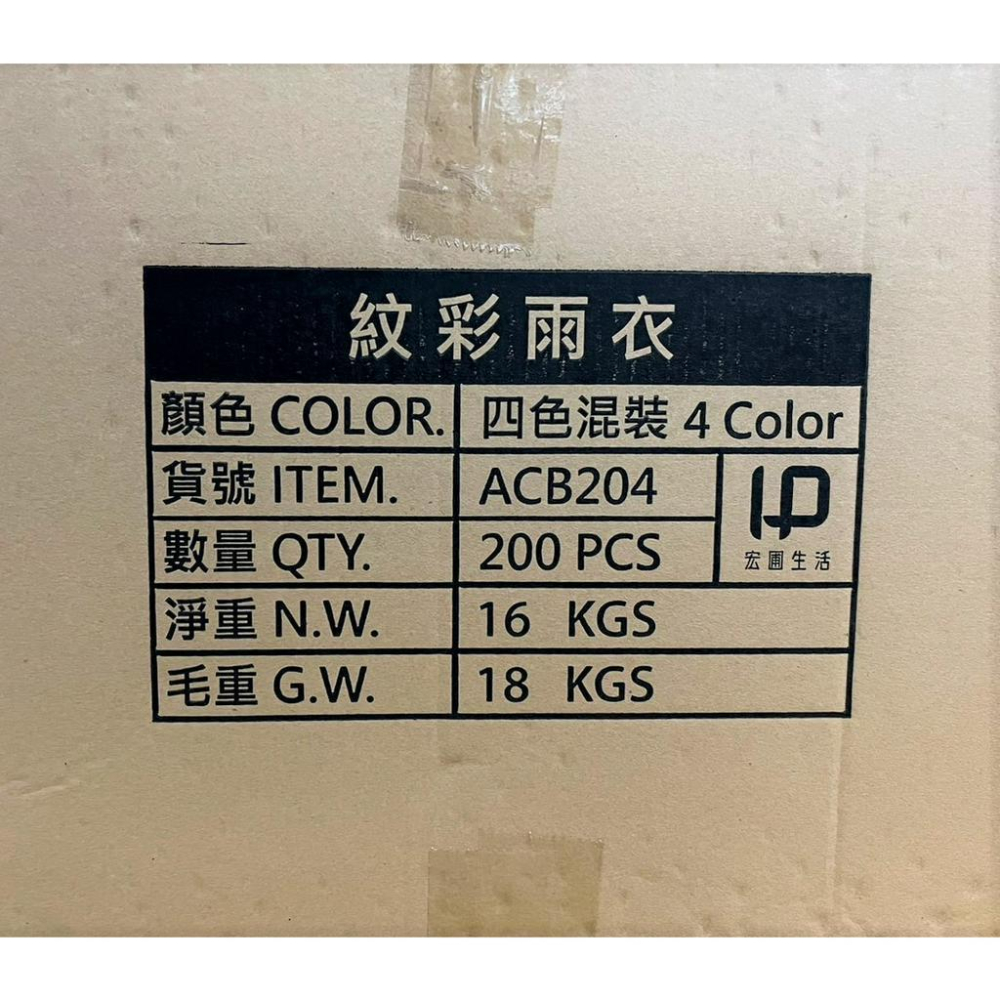 紋彩雨衣
顏色 COLOR. 四色混裝 4 Color
貨號 ITEM. ACB204
數量 QTY. 200 PCS
宏圃生活
淨重 N.W. 16 KGS
毛重 G.W. 18 KGS